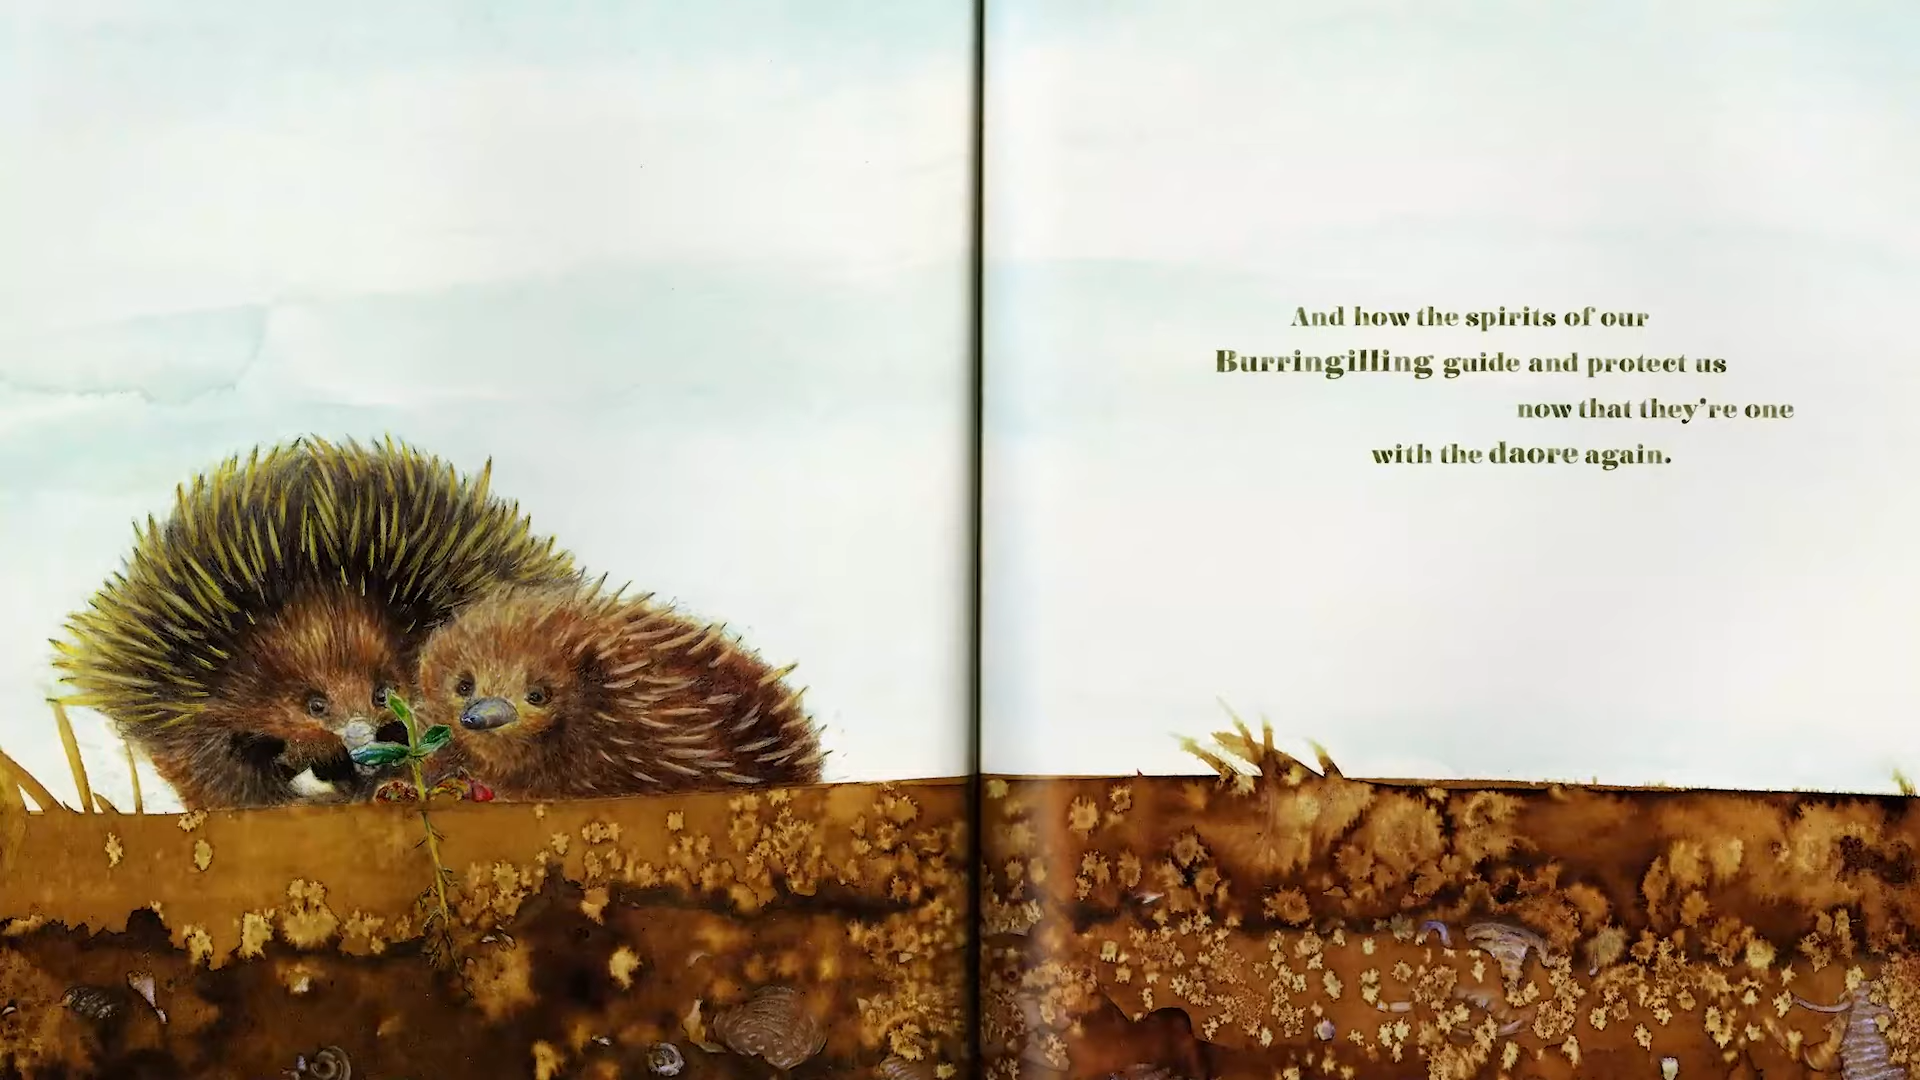 And how the spirits of our
Burringilling guide and protect us
now that they're one
with the daore again.